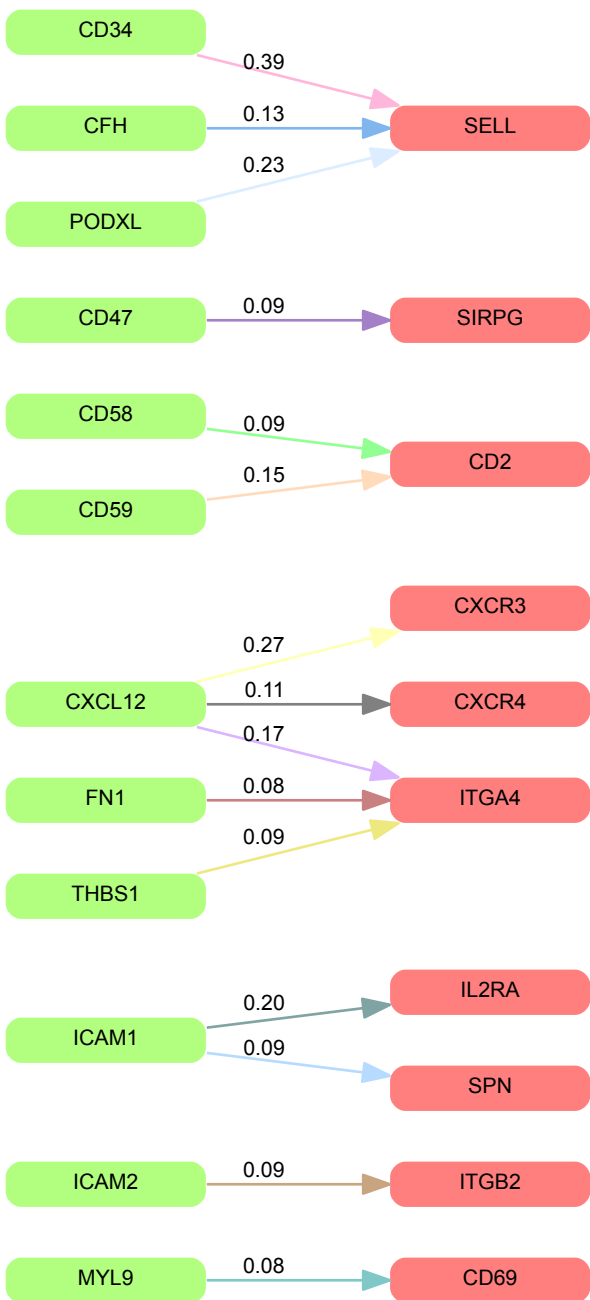 CD34
0.39
CFH
0.13
SELL
0.23
PODXL
CD47
0.09
SIRPG
CD58
0.09
CD2
0.15
CD59
CXCR3
0.27
CXCL12
0.11
CXCR4
0.17
FN1
0.08
ITGA4
0.09
THBS1
IL2RA
0.20
ICAM1
0.09
SPN
ICAM2
0.09
ITGB2
MYL9
0.08
CD69